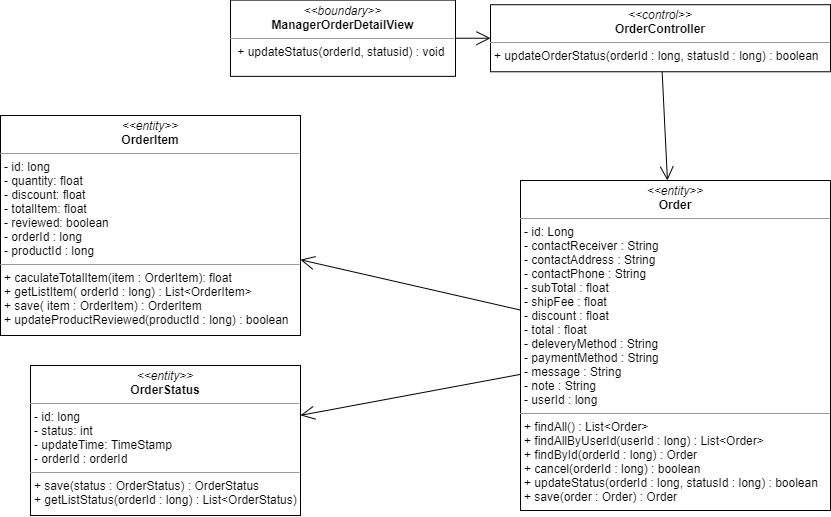 <<boundary>>
ManagerOrderDetailView
+ updateStatus(orderId, statusid) : void
<<control>>
OrderController
+ updateOrderStatus(orderId : long, statusId : long) : boolean
<<entity>>
OrderItem
- id: long
- quantity: float
- discount: float
- totalItem: float
- reviewed: boolean
- orderId : long
- productId : long
+ caculateTotalItem(item : OrderItem): float
+ getListItem( orderId : long) : List<OrderItem>
+ save( item : OrderItem) : OrderItem
+ updateProductReviewed(productId : long) : boolean
<<entity>>
Order
- id: Long
- contactReceiver : String
- contactAddress : String
- contactPhone : String
- subTotal : float
- shipFee : float
- discount : float
- total : float
- deleveryMethod : String
- paymentMethod : String
- message : String
- note : String
- userId : long
+ findAll() : List<Order>
+ findAllByUserId(userId : long) : List<Order>
+ findById(orderId : long) : Order
+ cancel(orderId : long) : boolean
+ updateStatus(orderId : long, statusId : long) : boolean
+ save(order : Order) : Order
<<entity>>
OrderStatus
- id: long
- status: int
- updateTime: TimeStamp
- orderId : orderId
+ save(status : OrderStatus) : OrderStatus
+ getListStatus(orderId : long) : List<OrderStatus)